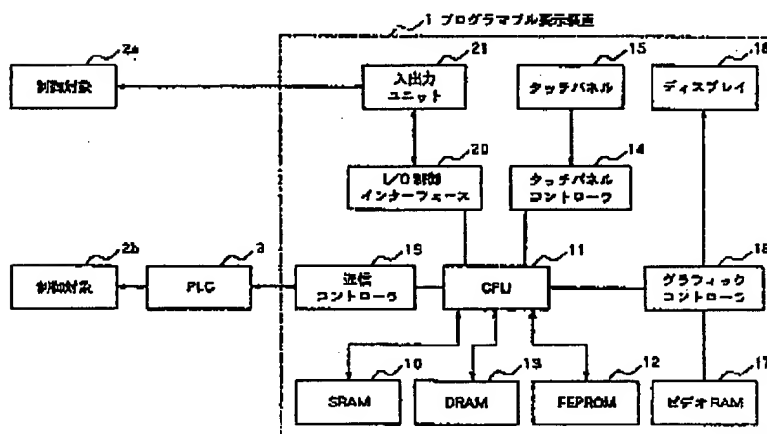 1 プログラマブル表示装置
2a
21
15
16
制御対象
入出力
ユニット
タッチパネル
ディスプレイ
20
14
I/O制御
インターフェース
タッチパネル
コントローラ
2b
3
19
11
18
制御対象
PLC
通信
コントローラ
CPU
グラフィック
コントローラ
10
13
12
17
SRAM
DRAM
FEPROM
ビデオRAM